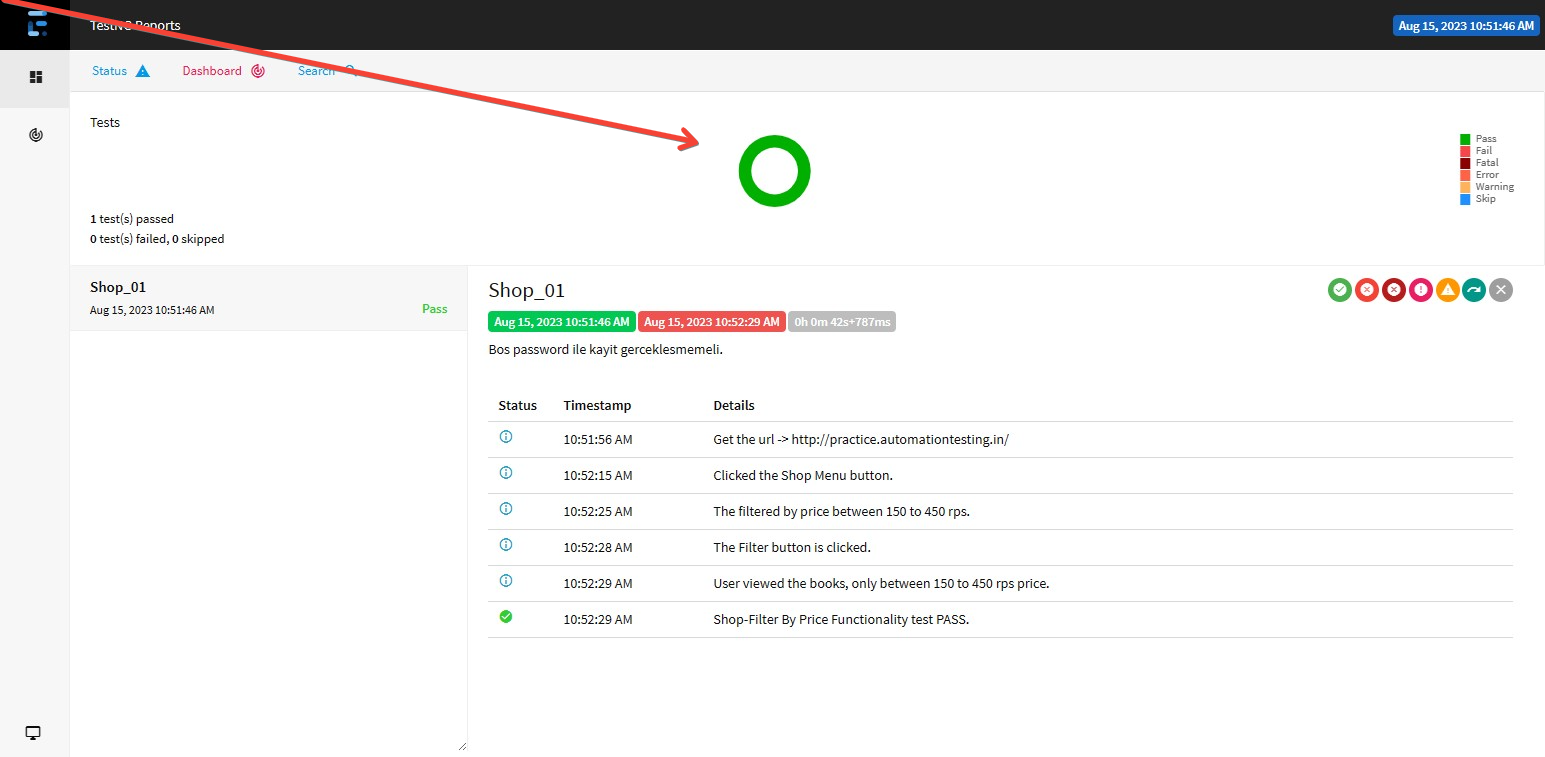 TestNG Reports
Aug 15, 2023 10:51:46 AM
Status
Dashboard
Search
Tests
1 test(s) passed
0 test(s) failed, 0 skipped
Pass
Fail
Fatal
Error
Warning
Skip
Shop_01
Aug 15, 2023 10:51:46 AM
Pass
Shop_01
Aug 15, 2023 10:51:46 AM Aug 15, 2023 10:52:29 AM 0h 0m 42s+787ms
Bos password ile kayit gerceklesmemeli.
Status Timestamp Details
10:51:56 AM Get the url -> http://practice.automationtesting.in/
10:52:15 AM Clicked the Shop Menu button.
10:52:25 AM The filtered by price between 150 to 450 rps.
10:52:28 AM The Filter button is clicked.
10:52:29 AM User viewed the books, only between 150 to 450 rps price.
10:52:29 AM Shop-Filter By Price Functionality test PASS.